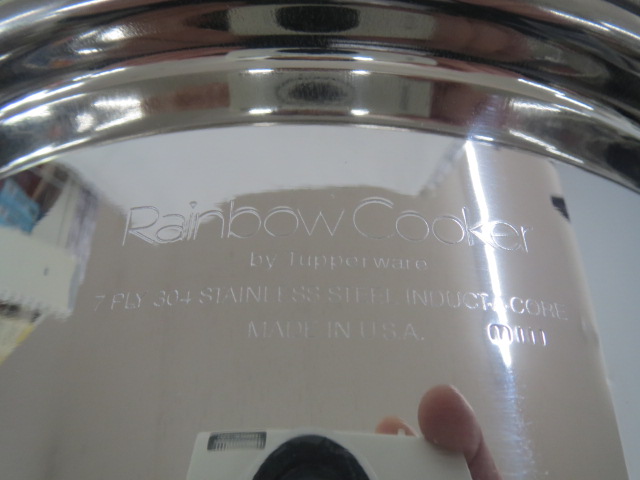 Rainbow Cooker
by Tupperware
7 PLY 304 STAINLESS STEEL INDUCT-CORE
MADE IN U.S.A.